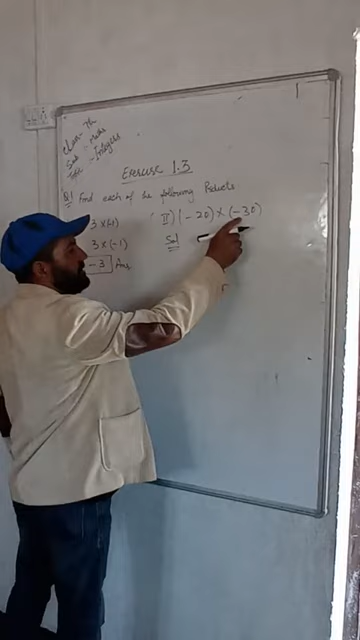 Class - 7th
Sub = Maths
Topic - Integers
Exercise 1.3
Q1 Find each of the following Products
3 × (-1)
II) (-20) × (-30)
3 × (-1)
Sol
-3 Ans